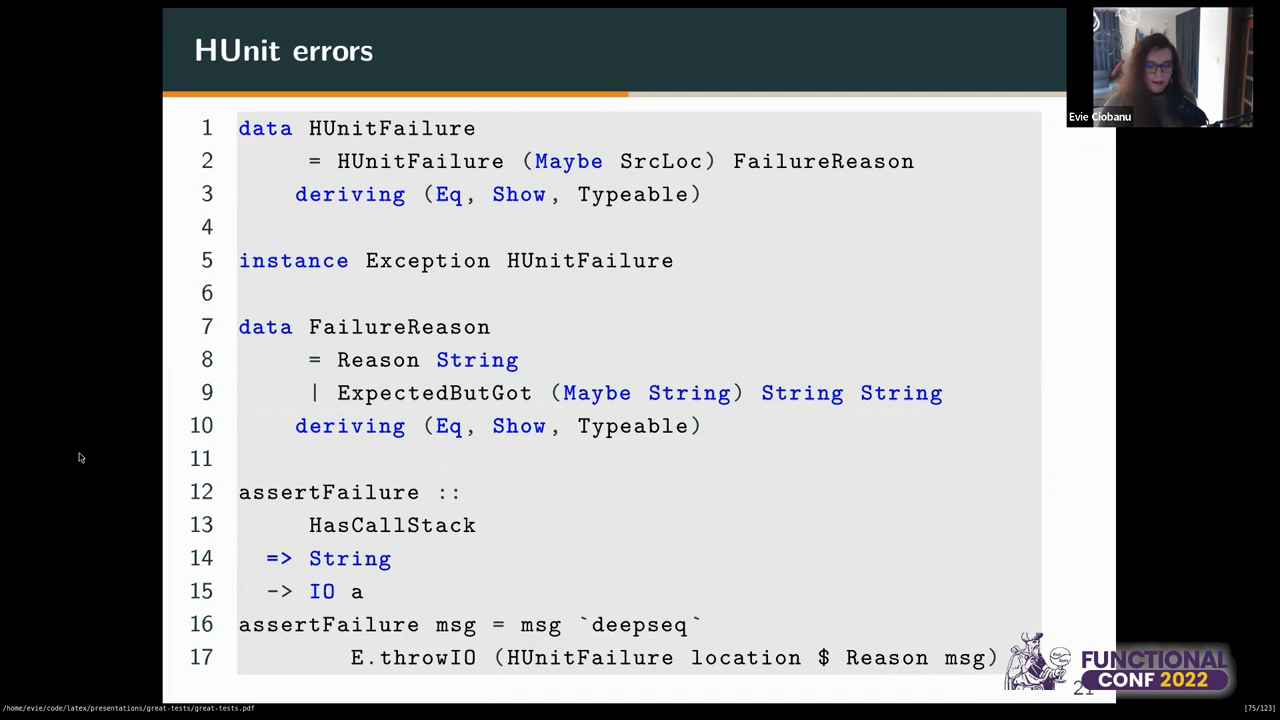 HUnit errors
Evie Ciobanu
1 data HUnitFailure
2 = HUnitFailure (Maybe SrcLoc) FailureReason
3 deriving (Eq, Show, Typeable)
4
5 instance Exception HUnitFailure
6
7 data FailureReason
8 = Reason String
9 | ExpectedButGot (Maybe String) String String
10 deriving (Eq, Show, Typeable)
11
12 assertFailure ::
13 HasCallStack
14 => String
15 -> IO a
16 assertFailure msg = msg `deepseq`
17 E.throwIO (HUnitFailure location $ Reason msg)
FUNCTIONAL
CONF 2022
/home/evie/code/latex/presentations/great-tests/great-tests.pdf
[75/123]